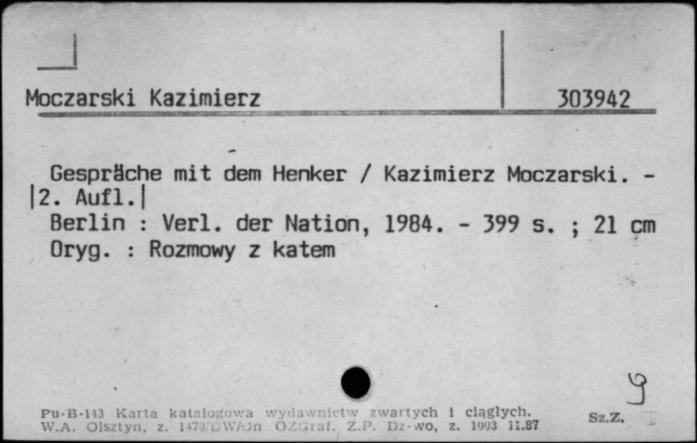 Moczarski Kazimierz 303942
Gespräche mit dem Henker / Kazimierz Moczarski. -
|2. Aufl.|
Berlin : Verl. der Nation, 1984. - 399 s. ; 21 cm
Oryg. : Rozmowy z katem
Pu-B-143 Karta katalogowa wydawnictw zwartych i ciągłych.
W.A. Olsztyn, z. OZGraf. Z.P. Dz-wo, z. 1003 11.87
Sz.Z.